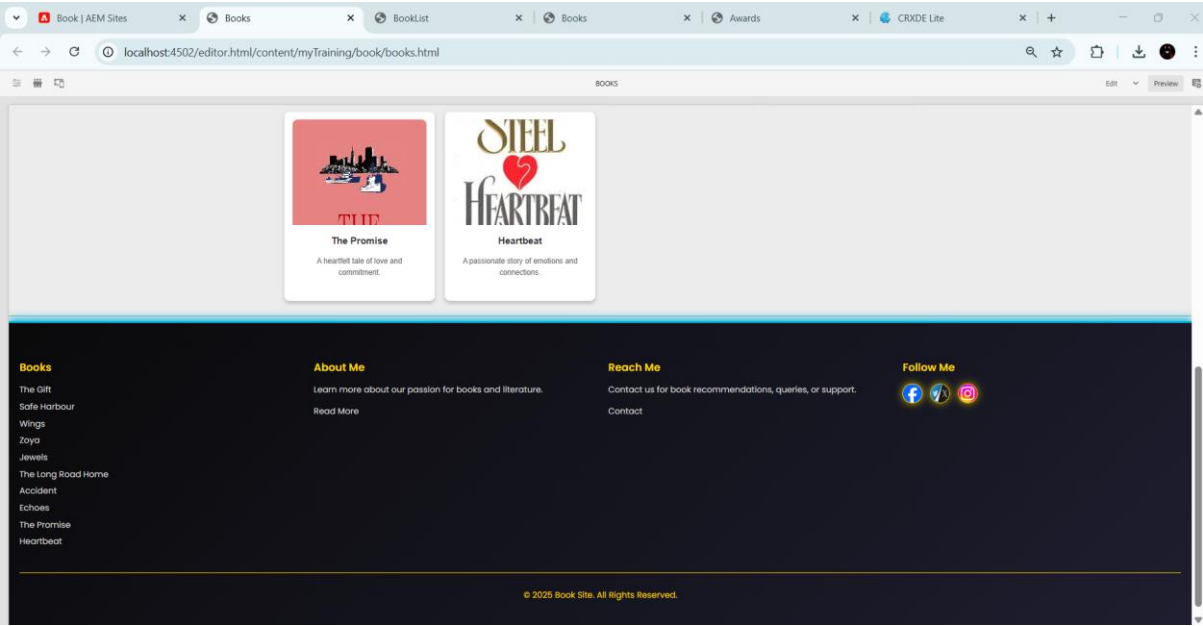 Book | AEM Sites
Books
BookList
Books
Awards
CRXDE Lite
localhost:4502/editor.html/content/myTraining/book/books.html
BOOKS
Edit
Preview
THE
The Promise
A heartfelt tale of love and
commitment.
STEEL
HEARTBEAT
Heartbeat
A passionate story of emotions and
connections.
Books
The Gift
Safe Harbour
Wings
Zoya
Jewels
The Long Road Home
Accident
Echoes
The Promise
Heartbeat
About Me
Learn more about our passion for books and literature.
Read More
Reach Me
Contact us for book recommendations, queries, or support.
Contact
Follow Me
© 2025 Book Site. All Rights Reserved.